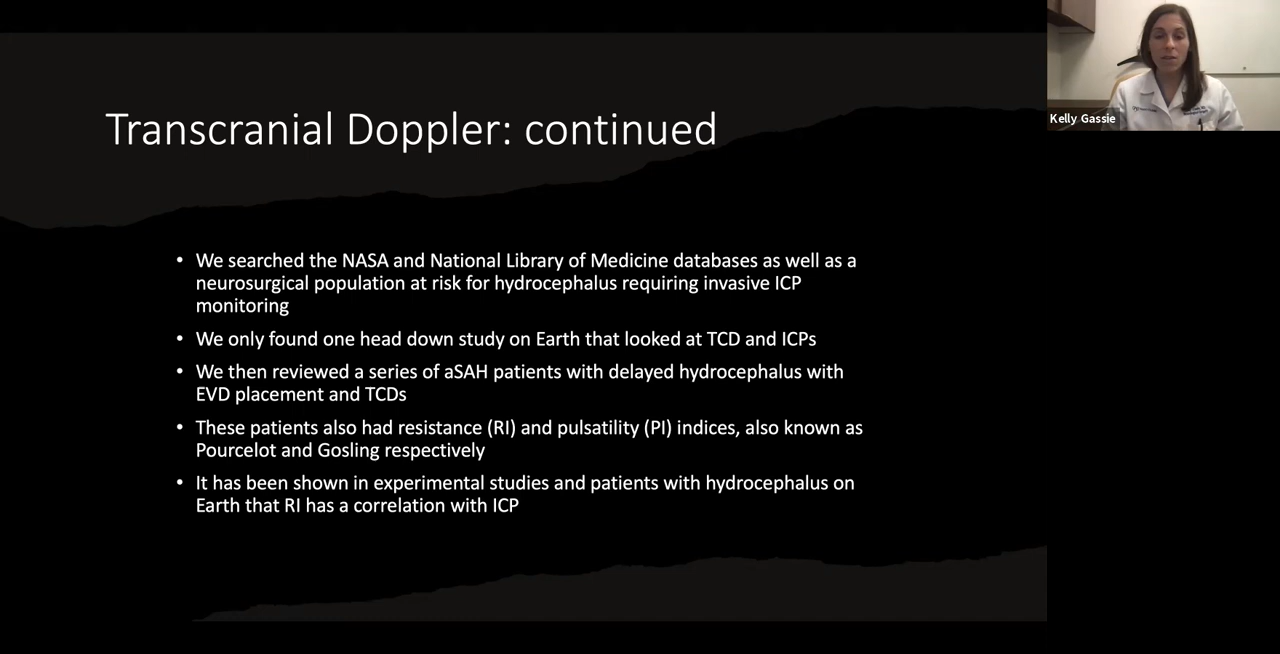 Transcranial Doppler: continued
Kelly Gassie
• We searched the NASA and National Library of Medicine databases as well as a
neurosurgical population at risk for hydrocephalus requiring invasive ICP
monitoring
• We only found one head down study on Earth that looked at TCD and ICPs
• We then reviewed a series of aSAH patients with delayed hydrocephalus with
EVD placement and TCDs
• These patients also had resistance (RI) and pulsatility (PI) indices, also known as
Pourcelot and Gosling respectively
• It has been shown in experimental studies and patients with hydrocephalus on
Earth that RI has a correlation with ICP